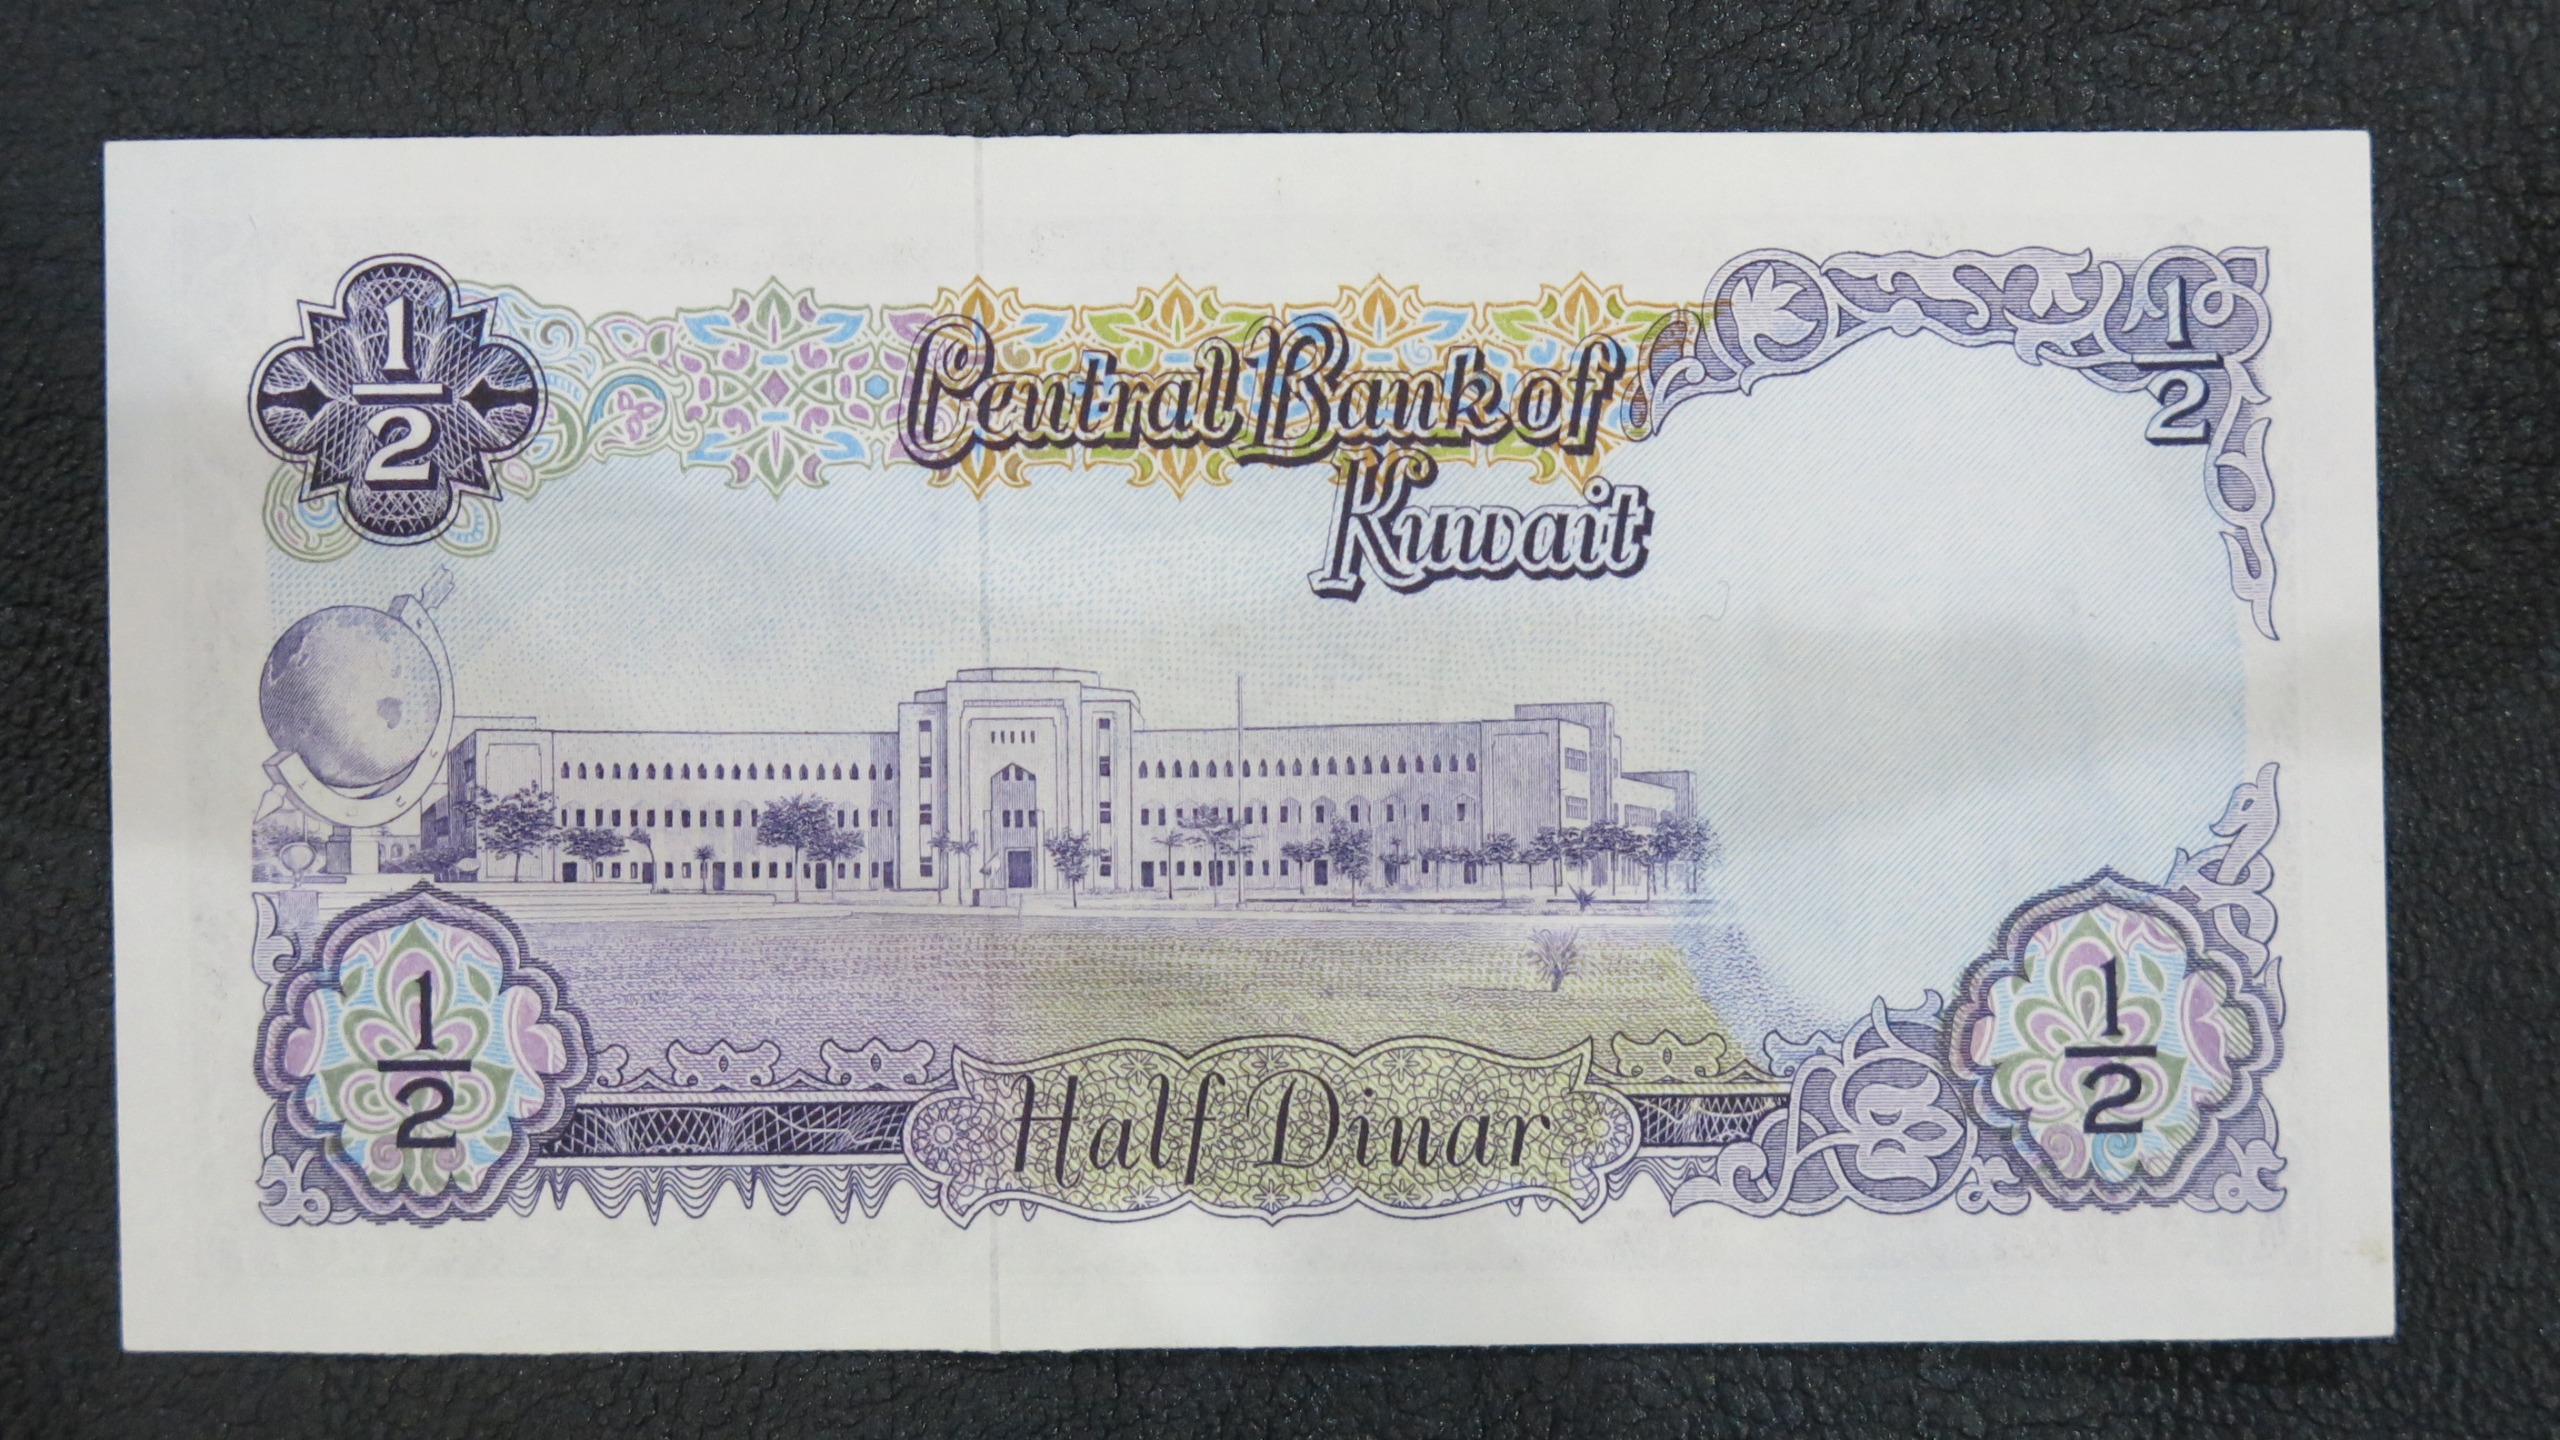 1/2
1/2
Central Bank of
Kuwait
1/2
Half Dinar
1/2